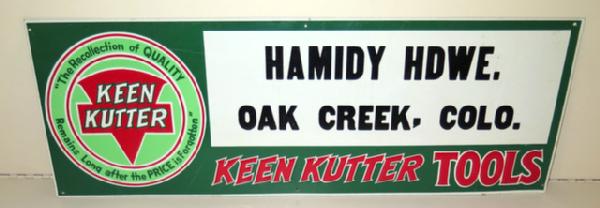 "The Recollection of QUALITY
Remains Long after the PRICE is Forgotten"
KEEN
KUTTER
HAMIDY HDWE.
OAK CREEK, COLO.
KEEN KUTTER TOOLS